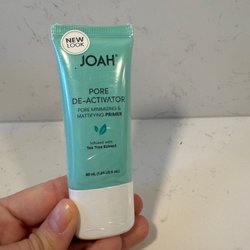 NEW
LOOK
JOAH
PORE
DE-ACTIVATOR
PORE MINIMIZING &
MATTIFYING PRIMER
Infused with
Tea Tree Extract